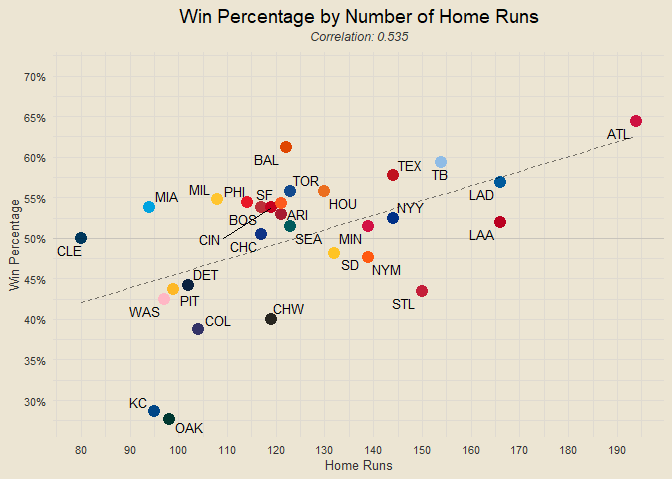 Win Percentage by Number of Home Runs
Correlation: 0.535
Win Percentage
70%
65%
60%
55%
50%
45%
40%
35%
30%
ATL
BAL
TEX
TB
TOR
LAD
MIL
PHI
SF
MIA
HOU
NYY
ARI
BOS
LAA
CLE
CIN
CHC
SEA
MIN
SD
NYM
DET
PIT
STL
WAS
COL
CHW
KC
OAK
80 90 100 110 120 130 140 150 160 170 180 190
Home Runs